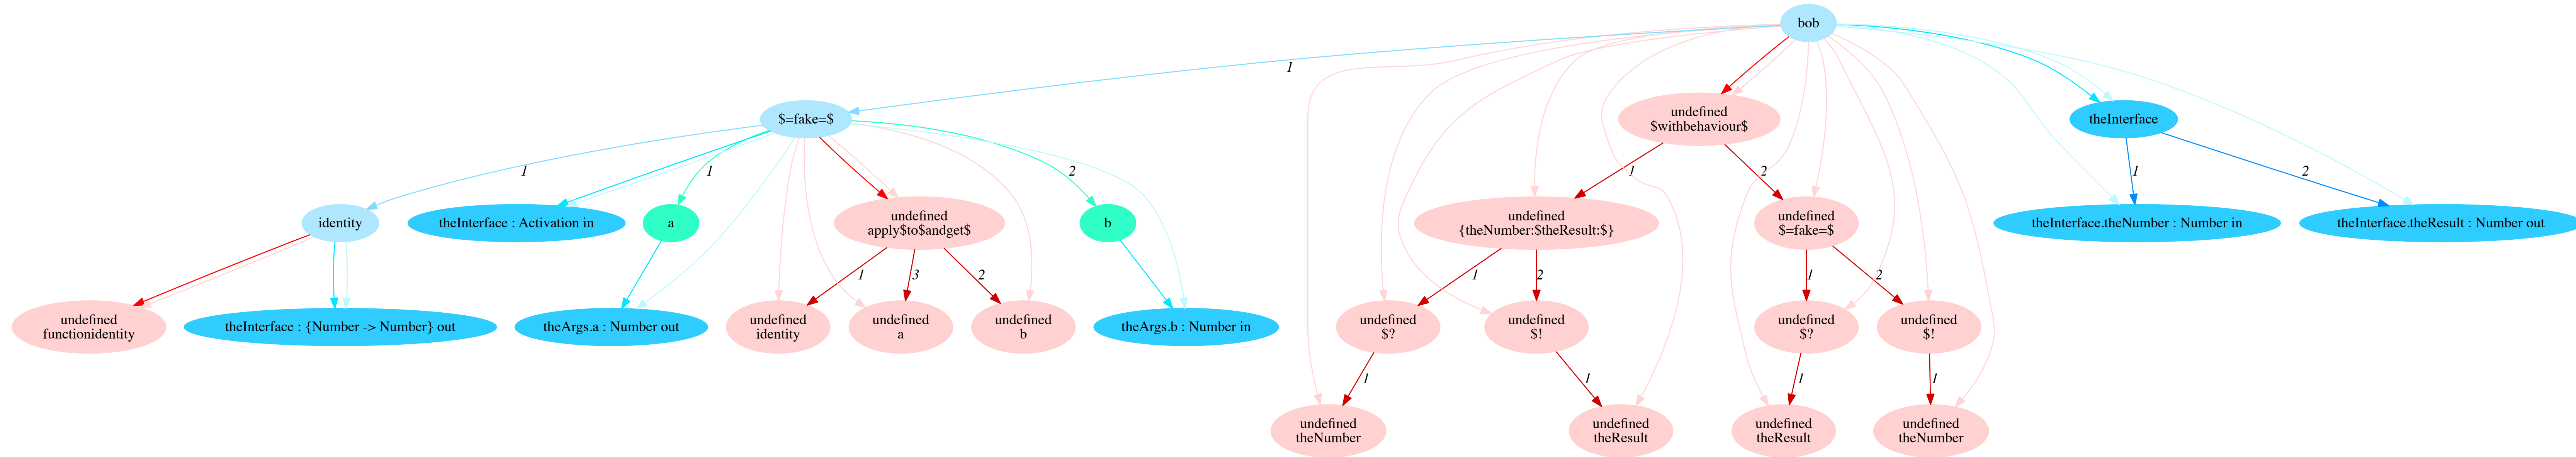 bob
1
$=fake=$
undefined
$withbehaviour$
theInterface
1
1
2
1
2
1
2
identity
theInterface : Activation in
a
undefined
apply$to$andget$
b
undefined
{theNumber:$theResult:$}
undefined
$=fake=$
theInterface.theNumber : Number in
theInterface.theResult : Number out
1
3
2
1
2
1
2
undefined
functionidentity
theInterface : {Number -> Number} out
theArgs.a : Number out
undefined
identity
undefined
a
undefined
b
theArgs.b : Number in
undefined
$?
undefined
$!
undefined
$?
undefined
$!
1
1
1
1
undefined
theNumber
undefined
theResult
undefined
theResult
undefined
theNumber